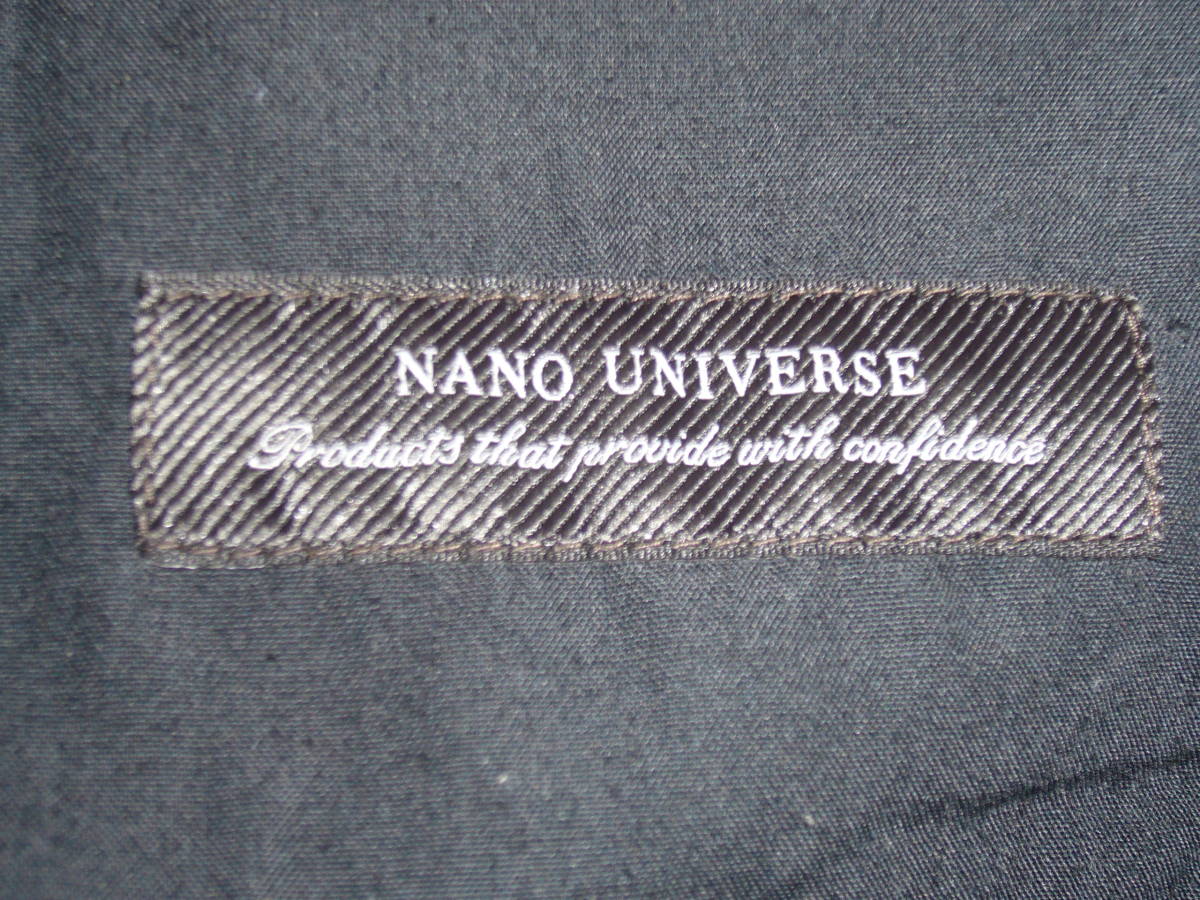 NANO UNIVERSE
Products that provide with confidence